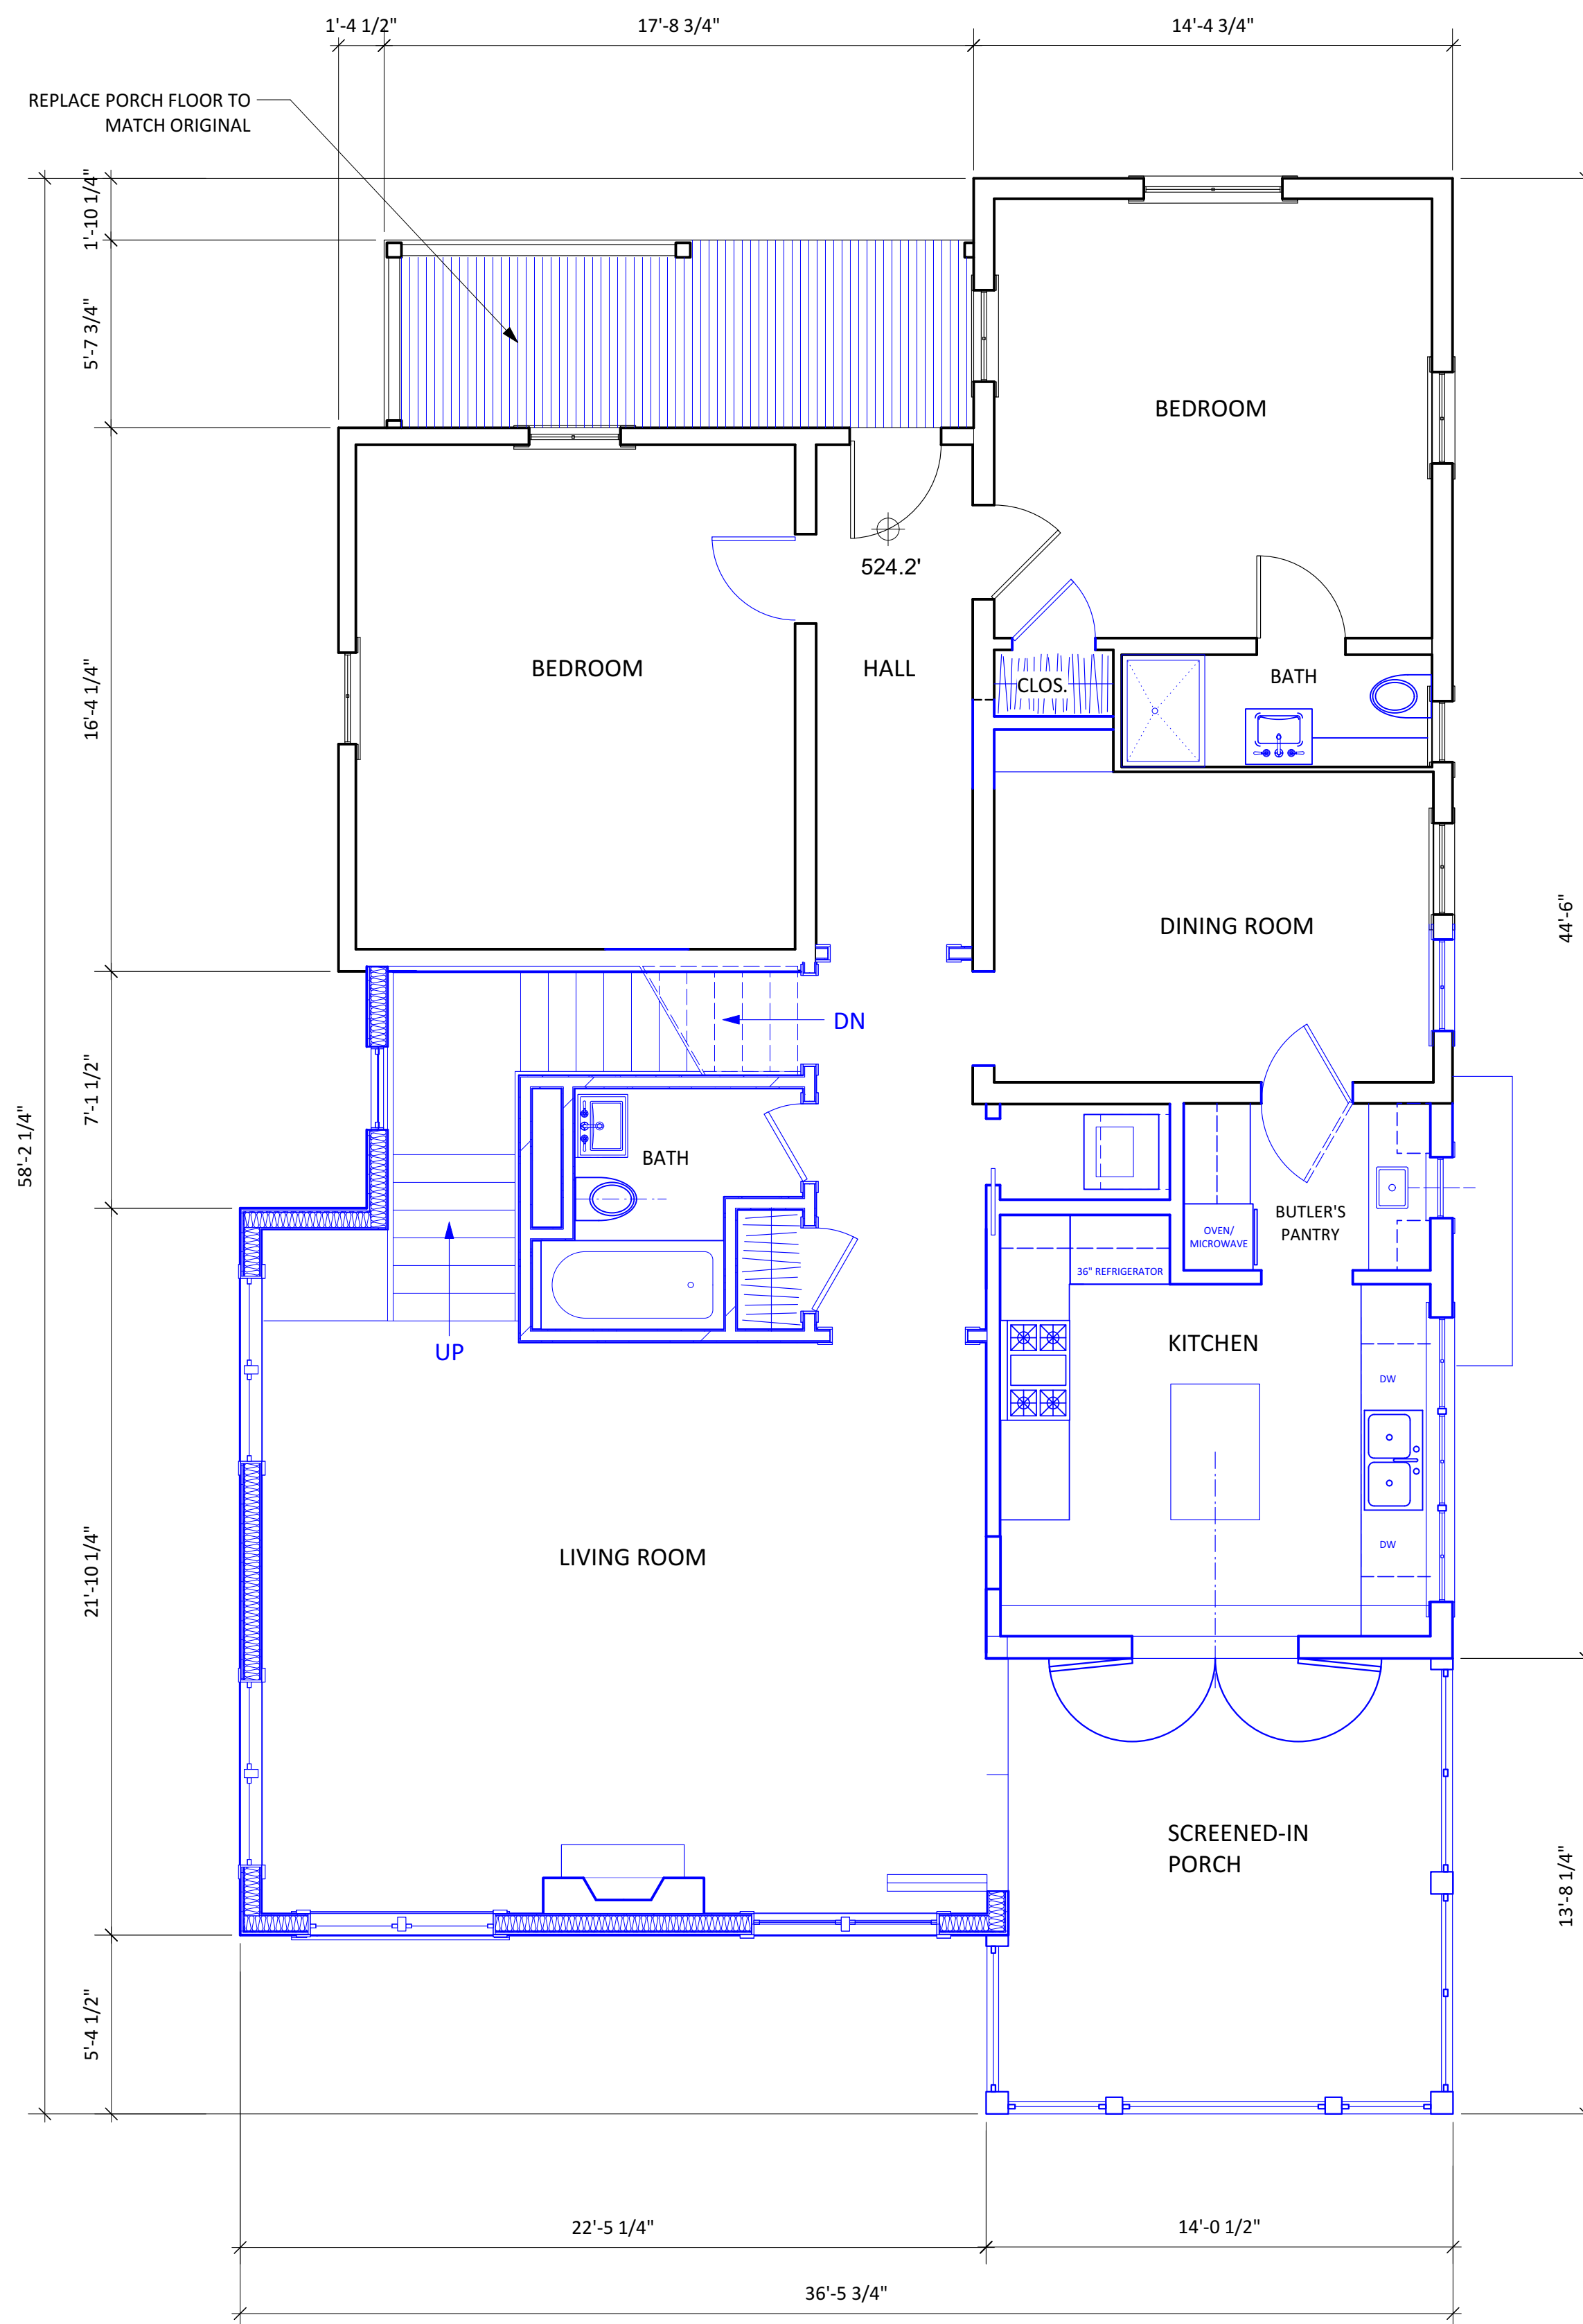 1'-4 1/2"
17'-8 3/4"
14'-4 3/4"
REPLACE PORCH FLOOR TO
MATCH ORIGINAL
1'-10 1/4"
5'-7 3/4"
16'-4 1/4"
7'-1 1/2"
58'-2 1/4"
21'-10 1/4"
5'-4 1/2"
44'-6"
13'-8 1/4"
BEDROOM
524.2'
BEDROOM
HALL
CLOS.
BATH
DINING ROOM
DN
BATH
BUTLER'S
PANTRY
OVEN/
MICROWAVE
36" REFRIGERATOR
UP
KITCHEN
DW
DW
LIVING ROOM
SCREENED-IN
PORCH
22'-5 1/4"
14'-0 1/2"
36'-5 3/4"